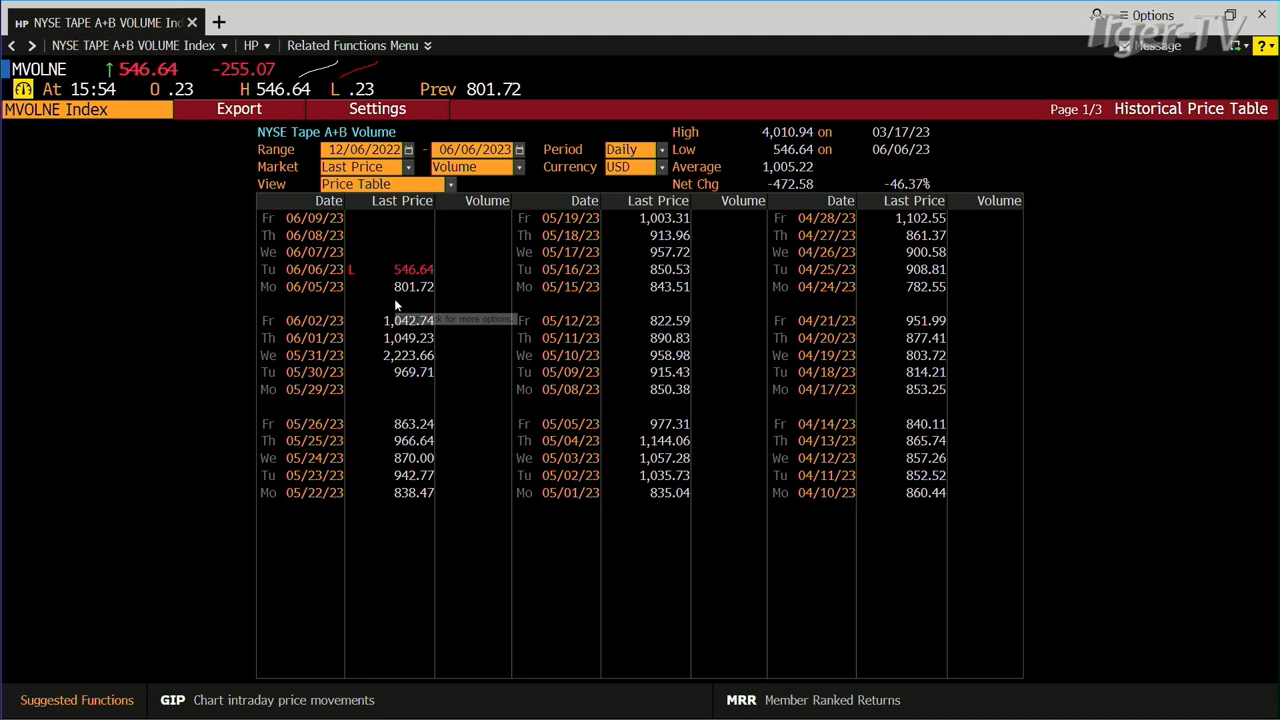 HP NYSE TAPE A+B VOLUME Inc × +
Options
Tiger-TV
NYSE TAPE A+B VOLUME Index HP Related Functions Menu Message ?
MVOLNE ↑ 546.64 -255.07
At 15:54 O .23 H 546.64 L .23 Prev 801.72
MVOLNE Index Export Settings Page 1/3 Historical Price Table
NYSE Tape A+B Volume High 4,010.94 on 03/17/23
Range 12/06/2022 - 06/06/2023 Period Daily Low 546.64 on 06/06/23
Market Last Price Volume Currency USD Average 1,005.22
View Price Table Net Chg -472.58 -46.37%
Date Last Price Volume Date Last Price Volume Date Last Price Volume
Fr 06/09/23 Fr 05/19/23 1,003.31 Fr 04/28/23 1,102.55
Th 06/08/23 Th 05/18/23 913.96 Th 04/27/23 861.37
We 06/07/23 We 05/17/23 957.72 We 04/26/23 900.58
Tu 06/06/23 L 546.64 Tu 05/16/23 850.53 Tu 04/25/23 908.81
Mo 06/05/23 801.72 Mo 05/15/23 843.51 Mo 04/24/23 782.55
Fr 06/02/23 1,042.74 ck for more options. Fr 05/12/23 822.59 Fr 04/21/23 951.99
Th 06/01/23 1,049.23 Th 05/11/23 890.83 Th 04/20/23 877.41
We 05/31/23 2,223.66 We 05/10/23 958.98 We 04/19/23 803.72
Tu 05/30/23 969.71 Tu 05/09/23 915.43 Tu 04/18/23 814.21
Mo 05/29/23 Mo 05/08/23 850.38 Mo 04/17/23 853.25
Fr 05/26/23 863.24 Fr 05/05/23 977.31 Fr 04/14/23 840.11
Th 05/25/23 966.64 Th 05/04/23 1,144.06 Th 04/13/23 865.74
We 05/24/23 870.00 We 05/03/23 1,057.28 We 04/12/23 857.26
Tu 05/23/23 942.77 Tu 05/02/23 1,035.73 Tu 04/11/23 852.52
Mo 05/22/23 838.47 Mo 05/01/23 835.04 Mo 04/10/23 860.44
Suggested Functions GIP Chart intraday price movements MRR Member Ranked Returns